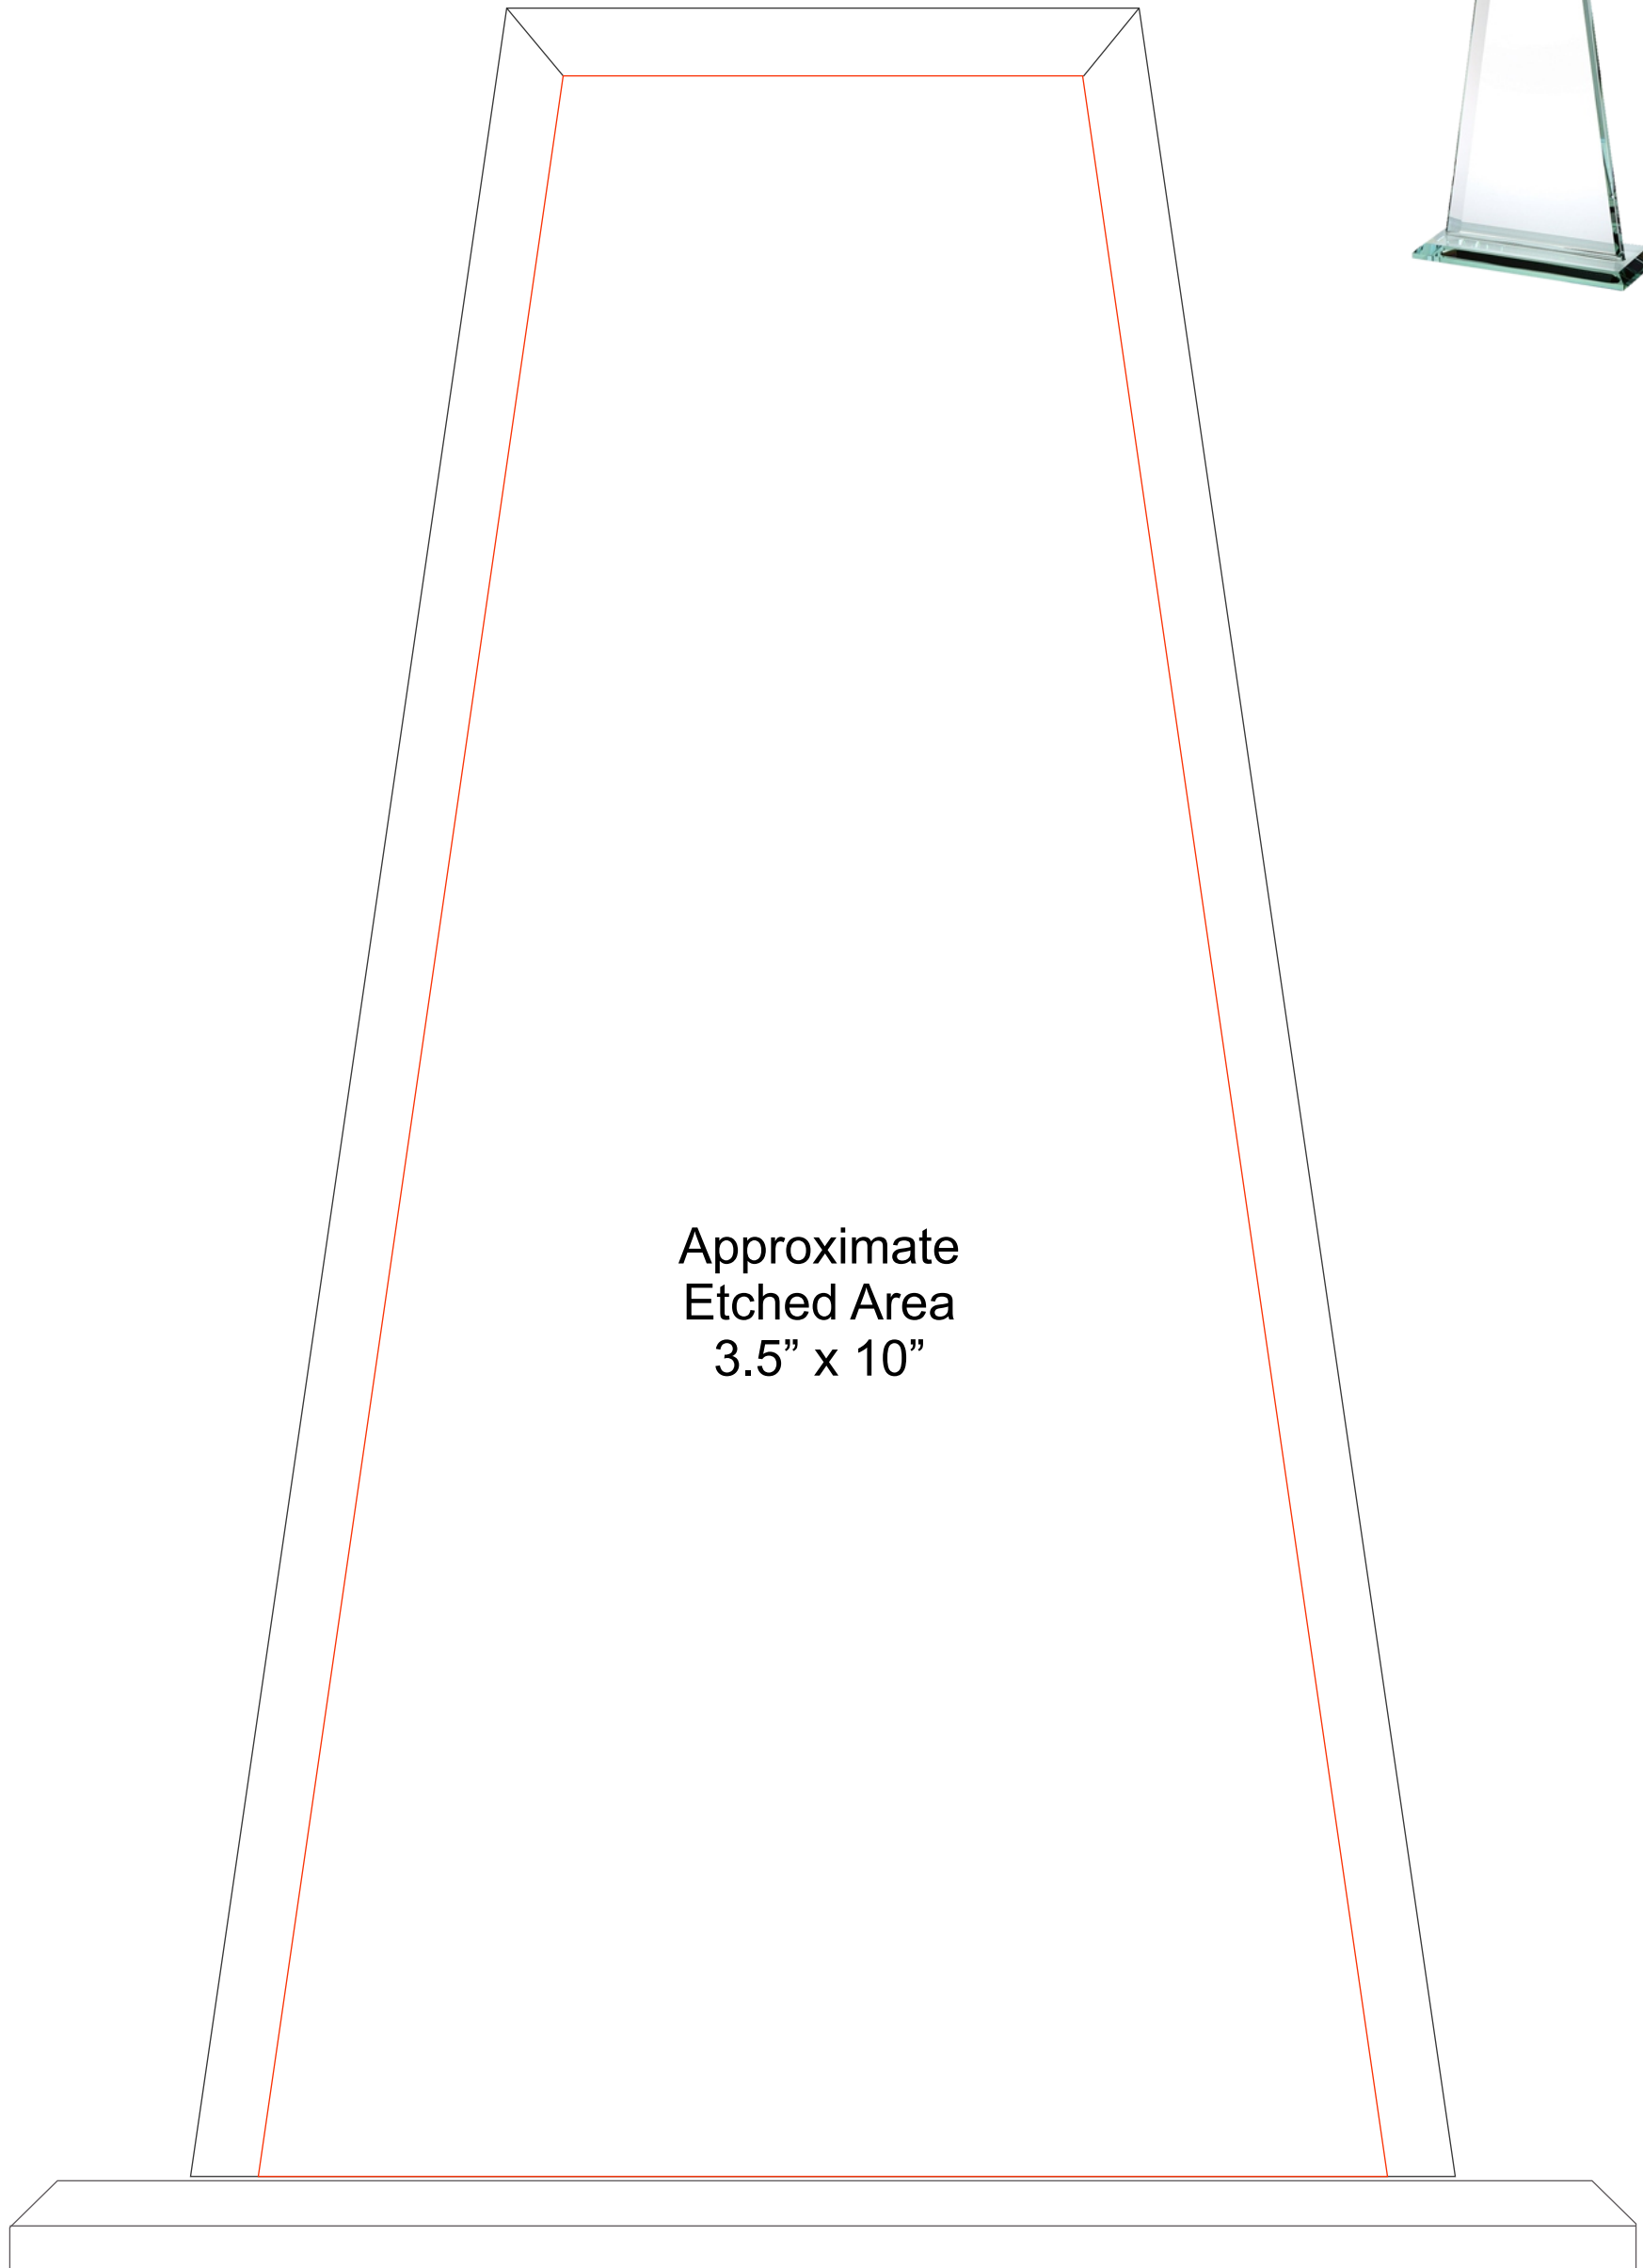 Approximate
Etched Area
3.5” x 10”